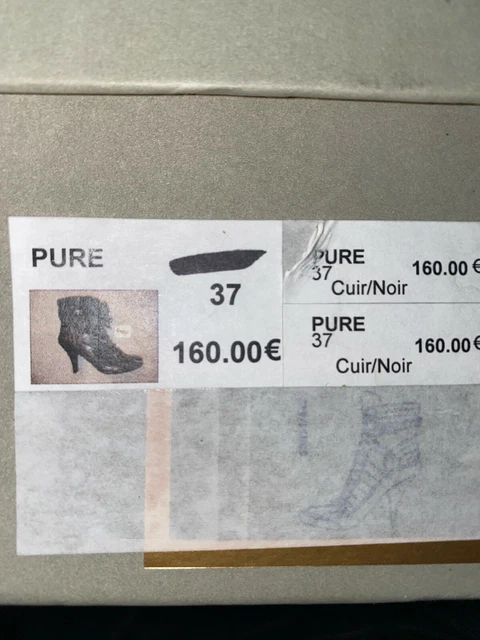 PURE
37
160.00€
PURE
37
160.00€
Cuir/Noir
PURE
37
160.00€
Cuir/Noir